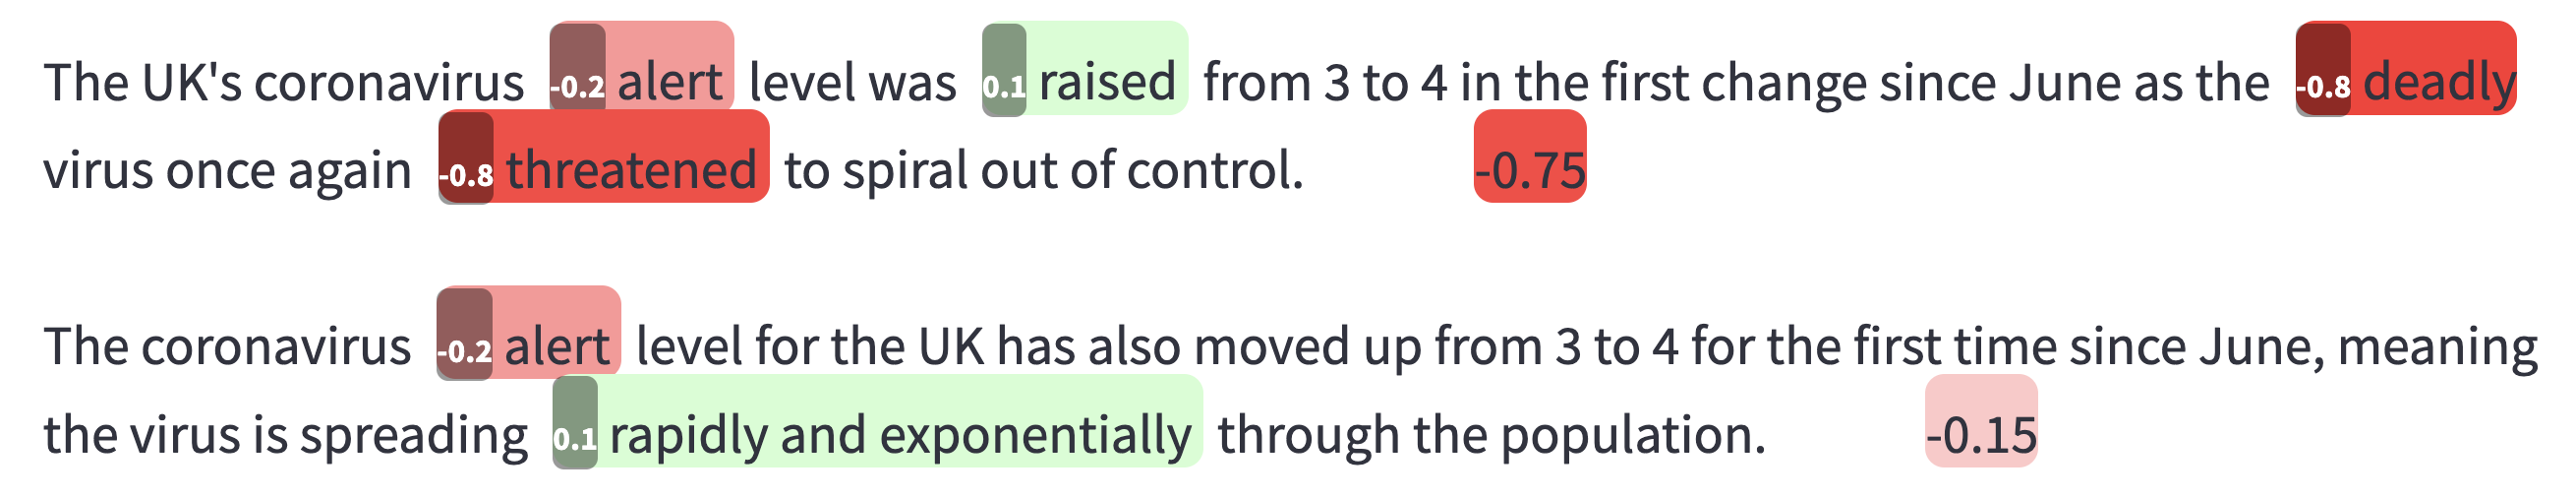 The UK's coronavirus -0.2 alert level was 0.1 raised from 3 to 4 in the first change since June as the -0.8 deadly
virus once again -0.8 threatened to spiral out of control. -0.75
The coronavirus -0.2 alert level for the UK has also moved up from 3 to 4 for the first time since June, meaning
the virus is spreading 0.1 rapidly and exponentially through the population. -0.15